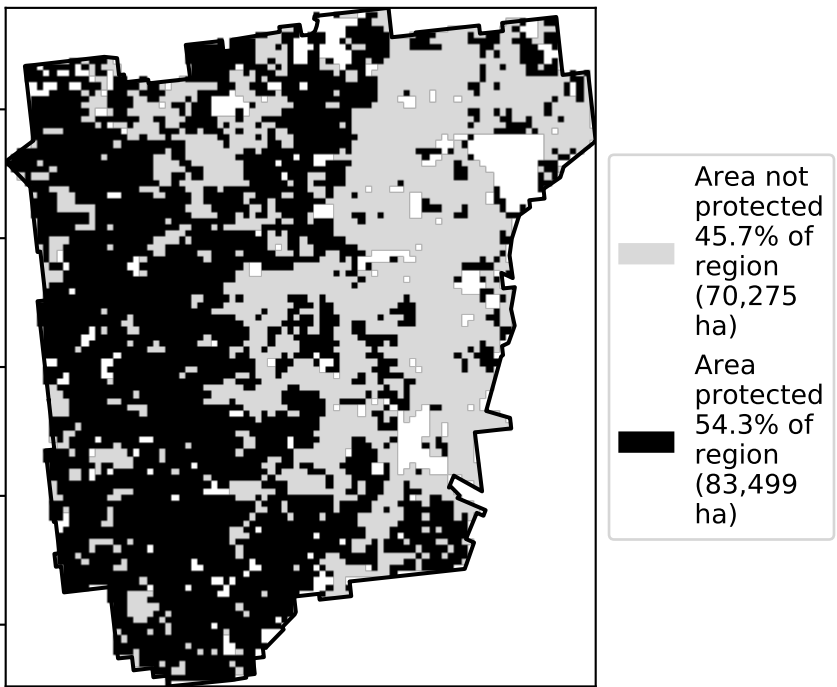 Area not
protected
45.7% of
region
(70,275
ha)
Area
protected
54.3% of
region
(83,499
ha)